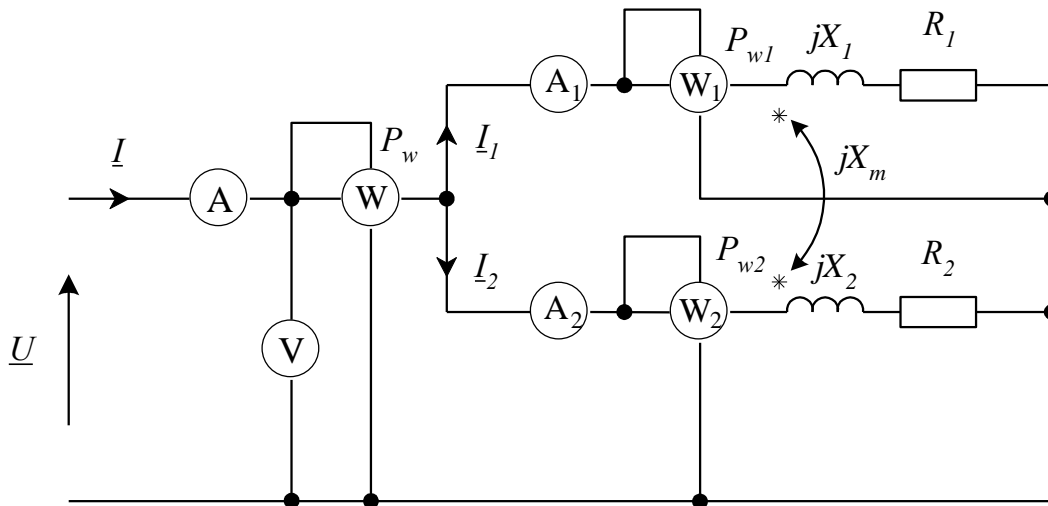 P_w1 jX_1 R_1
A_1 W_1
I I_1 P_w jX_m
A W
I_2 P_w2 jX_2 R_2
A_2 W_2
U V